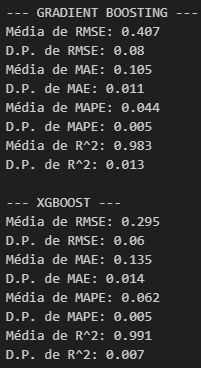 --- GRADIENT BOOSTING ---
Média de RMSE: 0.407
D.P. de RMSE: 0.08
Média de MAE: 0.105
D.P. de MAE: 0.011
Média de MAPE: 0.044
D.P. de MAPE: 0.005
Média de R^2: 0.983
D.P. de R^2: 0.013

--- XGBOOST ---
Média de RMSE: 0.295
D.P. de RMSE: 0.06
Média de MAE: 0.135
D.P. de MAE: 0.014
Média de MAPE: 0.062
D.P. de MAPE: 0.005
Média de R^2: 0.991
D.P. de R^2: 0.007